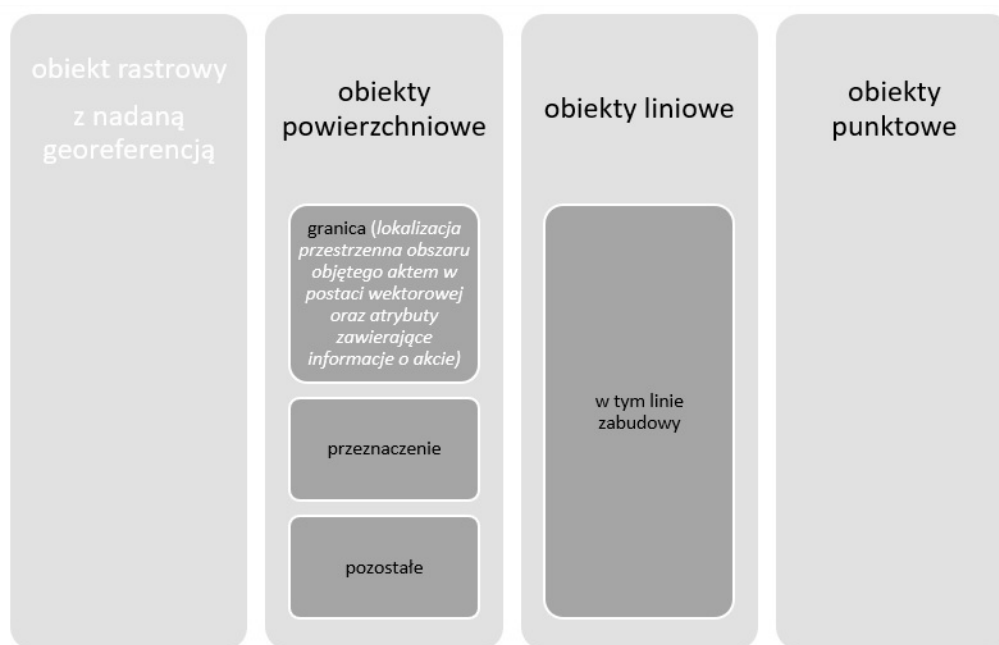 obiekt rastrowy
z nadaną
georeferencją
obiekty
powierzchniowe
granica (lokalizacja
przestrzenna obszaru
objętego aktem w
postaci wektorowej
oraz atrybuty
zawierające
informacje o akcie)
przeznaczenie
pozostałe
obiekty liniowe
w tym linie
zabudowy
obiekty
punktowe